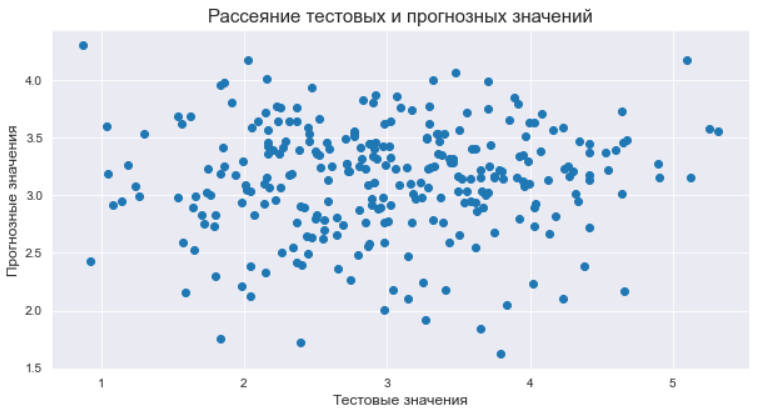 Рассеяние тестовых и прогнозных значений
Прогнозные значения
4.0
3.5
3.0
2.5
2.0
1.5
1 2 3 4 5
Тестовые значения